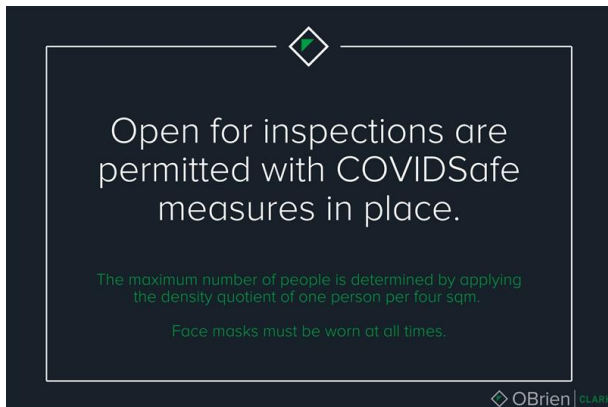 Open for inspections are
permitted with COVIDSafe
measures in place.
The maximum number of people is determined by applying
the density quotient of one person per four sqm.
Face masks must be worn at all times.
OBrien CLARK